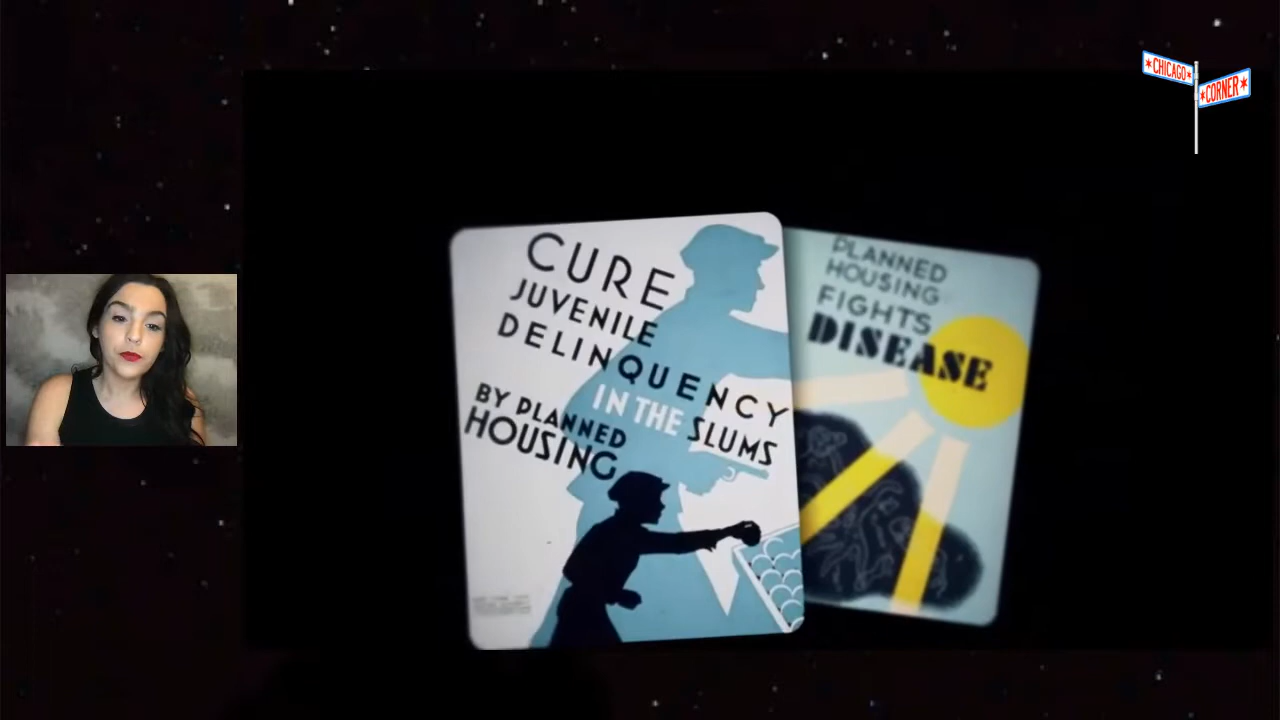 *CHICAGO*
*CORNER*
CURE
JUVENILE
DELINQUENCY
IN THE SLUMS
BY PLANNED
HOUSING
PLANNED
HOUSING
FIGHTS
DISEASE